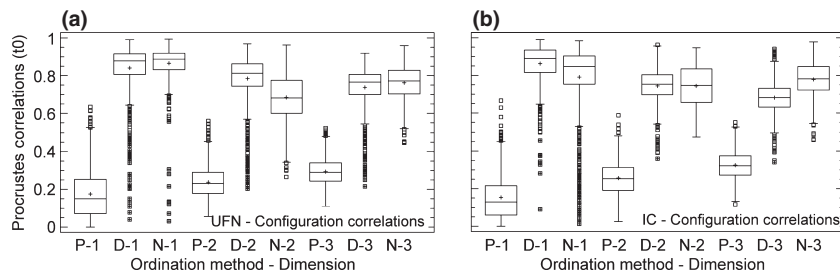 (a)
(b)
Procrustes correlations (t0)
1
0.8
0.6
0.4
0.2
0
UFN - Configuration correlations
IC - Configuration correlations
P-1 D-1 N-1 P-2 D-2 N-2 P-3 D-3 N-3
P-1 D-1 N-1 P-2 D-2 N-2 P-3 D-3 N-3
Ordination method - Dimension
Ordination method - Dimension